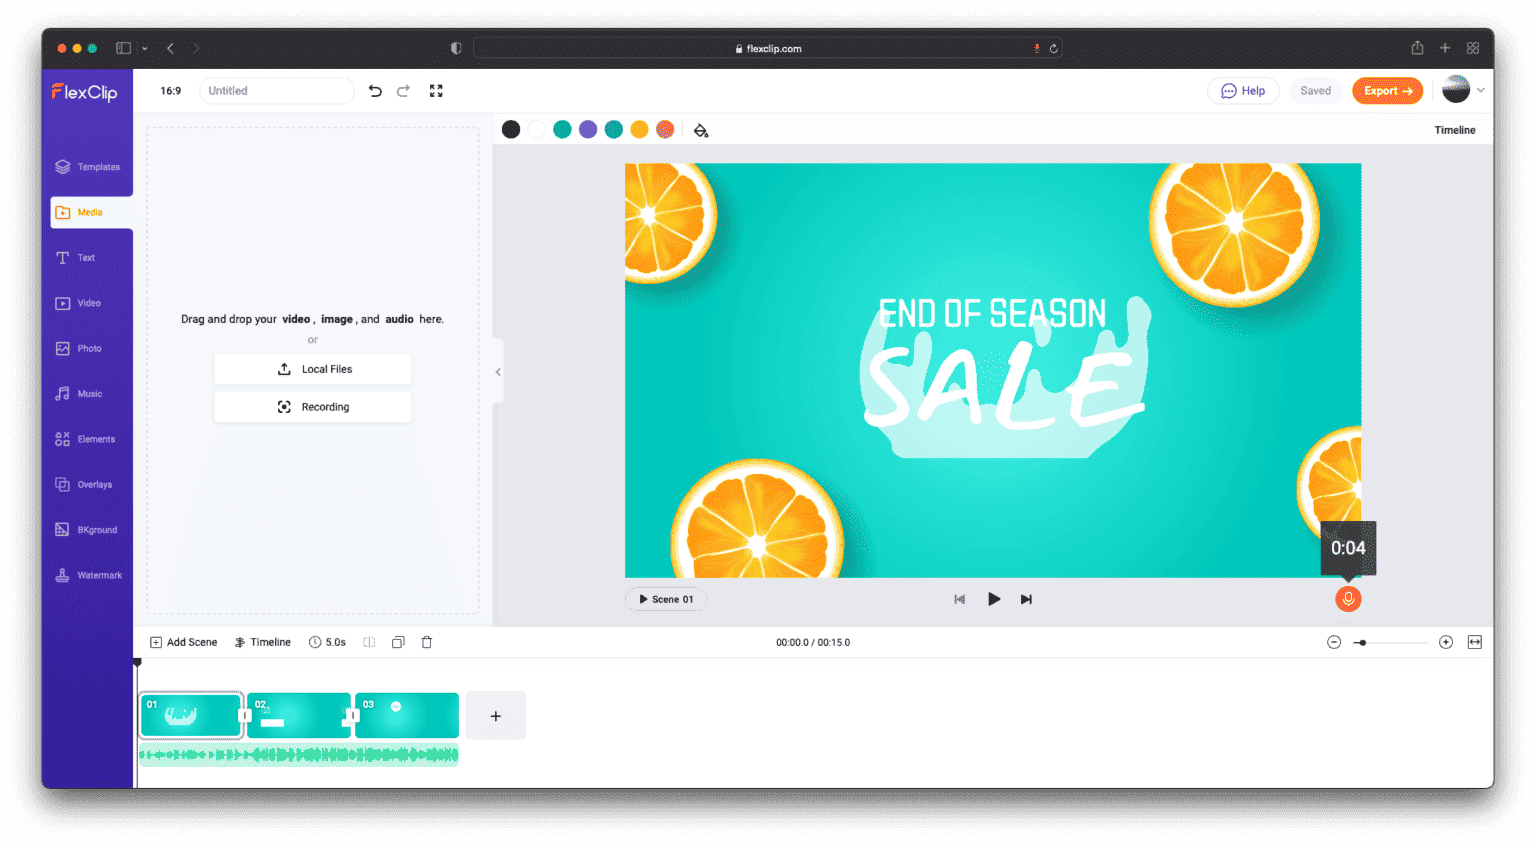 flexclip.com
FlexClip
16:9
Untitled
Help
Saved
Export
Timeline
Templates
Media
Text
Video
Photo
Music
Elements
Overlays
BKground
Watermark
Drag and drop your video, image, and audio here.
or
Local Files
Recording
END OF SEASON
SALE
0:04
Scene 01
Add Scene
Timeline
5.0s
00:00.0 / 00:15.0
01
02
03